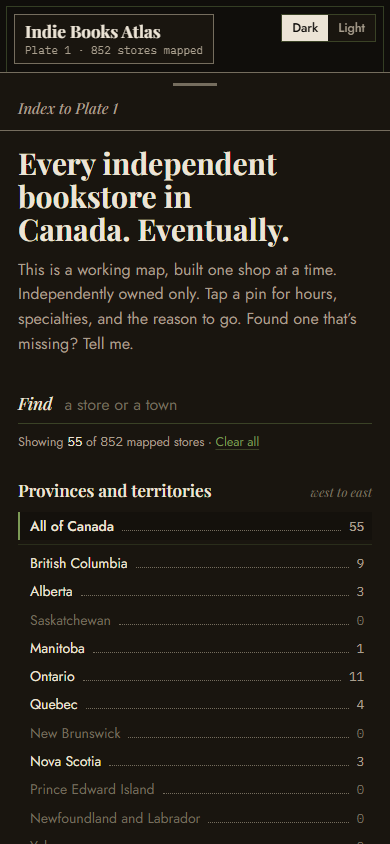 Indie Books Atlas
Plate 1 · 852 stores mapped
Dark Light
Index to Plate 1
Every independent
bookstore in
Canada. Eventually.
This is a working map, built one shop at a time.
Independently owned only. Tap a pin for hours,
specialties, and the reason to go. Found one that's
missing? Tell me.
Find a store or a town
Showing 55 of 852 mapped stores · Clear all
Provinces and territories west to east
All of Canada 55
British Columbia 9
Alberta 3
Saskatchewan 0
Manitoba 1
Ontario 11
Quebec 4
New Brunswick 0
Nova Scotia 3
Prince Edward Island 0
Newfoundland and Labrador 0